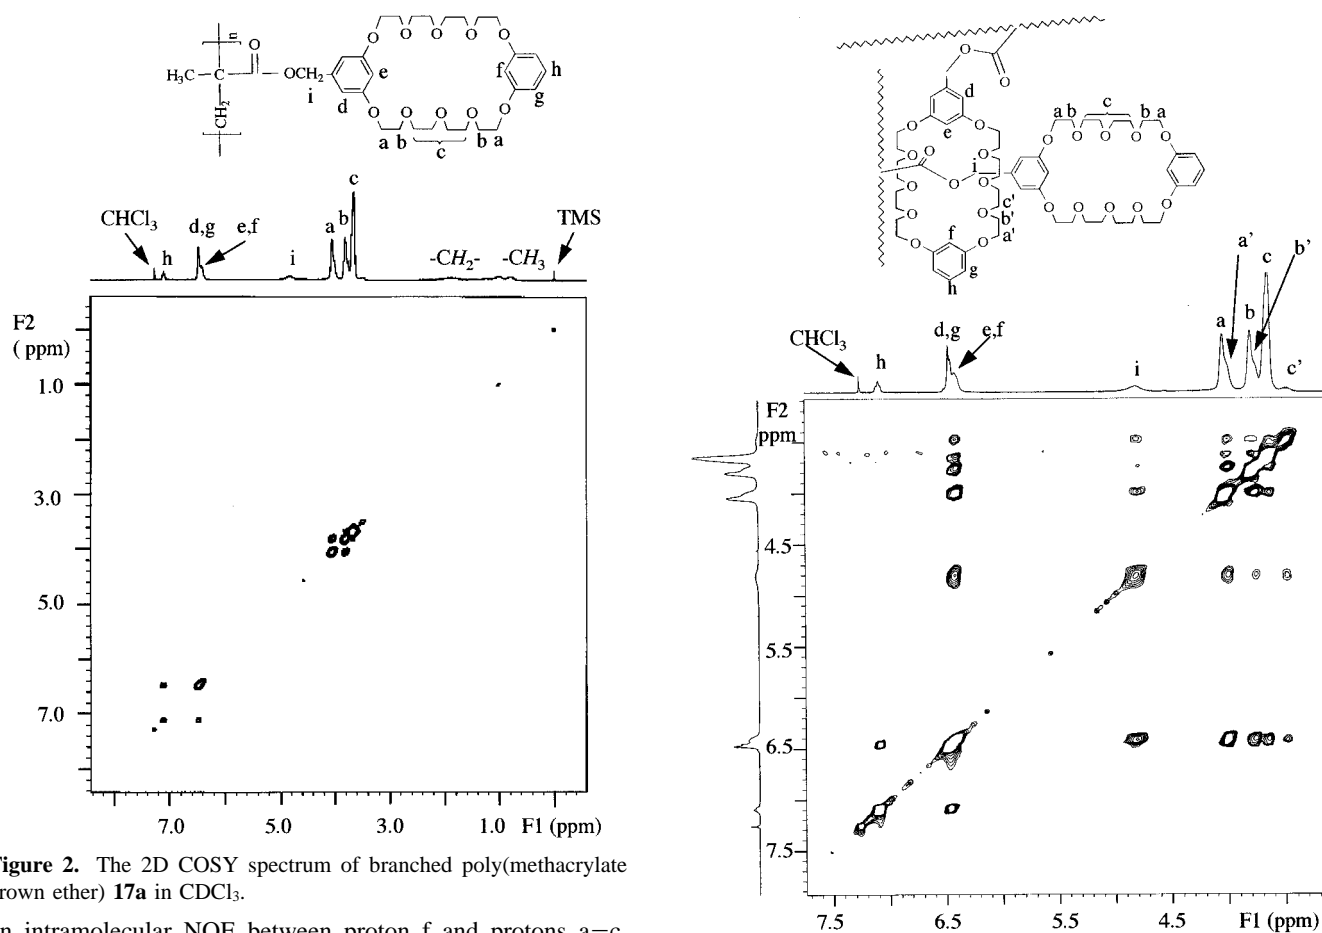 n
O
H₃C
C
CH₂
OCH₂
i
d
e
O
O
O
O
O
O
O
O
O
O
f
h
g
a
b
c
b
a
CHCl₃
h
d,g
e,f
i
a
b
c
-CH₂-
-CH₃
TMS
F2
( ppm)
1.0
3.0
5.0
7.0
7.0
5.0
3.0
1.0
F1 (ppm)
igure 2. The 2D COSY spectrum of branched poly(methacrylate
rown ether) 17a in CDCl₃.
n intramolecular NOE between proton f and protons a–c
O
O
d
e
O
O
O
O
O
O
O
O
O
O
O
O
i
c'
b'
a'
f
g
h
a
b
c
b
a
O
O
O
O
O
O
O
O
O
O
CHCl₃
h
d,g
e,f
i
a
a’
b
c
b’
c’
F2
ppm
4.5
5.5
6.5
7.5
7.5
6.5
5.5
4.5
F1 (ppm)